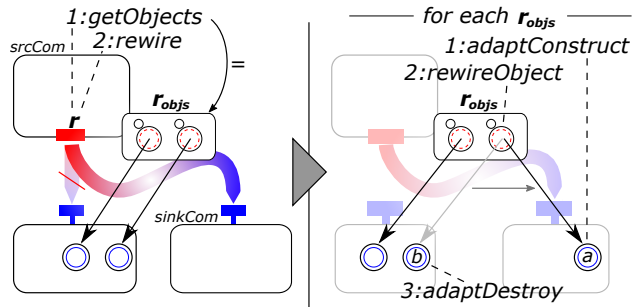 1:getObjects
2:rewire
srcCom
=
r
r_objs
sinkCom
for each r_objs
1:adaptConstruct
2:rewireObject
r_objs
b
a
3:adaptDestroy